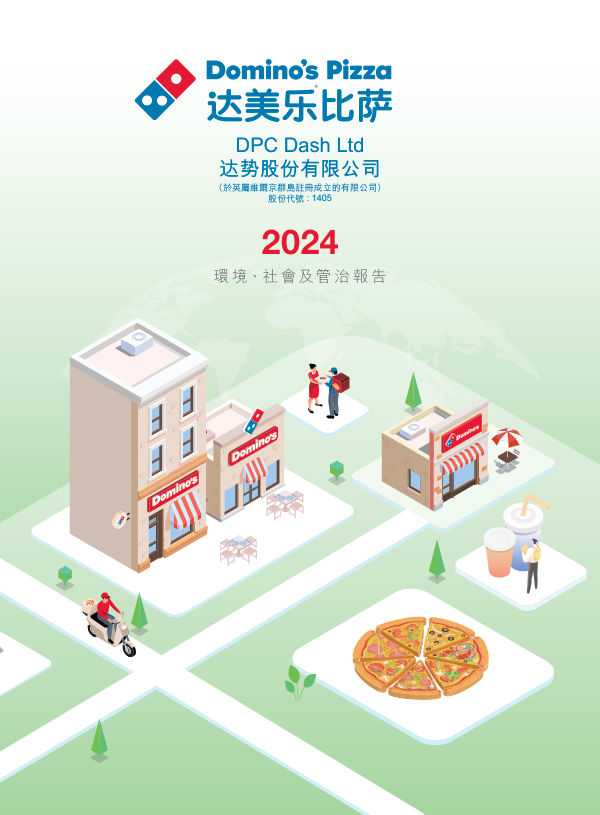 Domino's Pizza
达美乐比萨
DPC Dash Ltd
达势股份有限公司
(於英屬維爾京群島註冊成立的有限公司)
股份代號 : 1405
2024
環境、社會及管治報告
Domino's
Domino's
Domino's